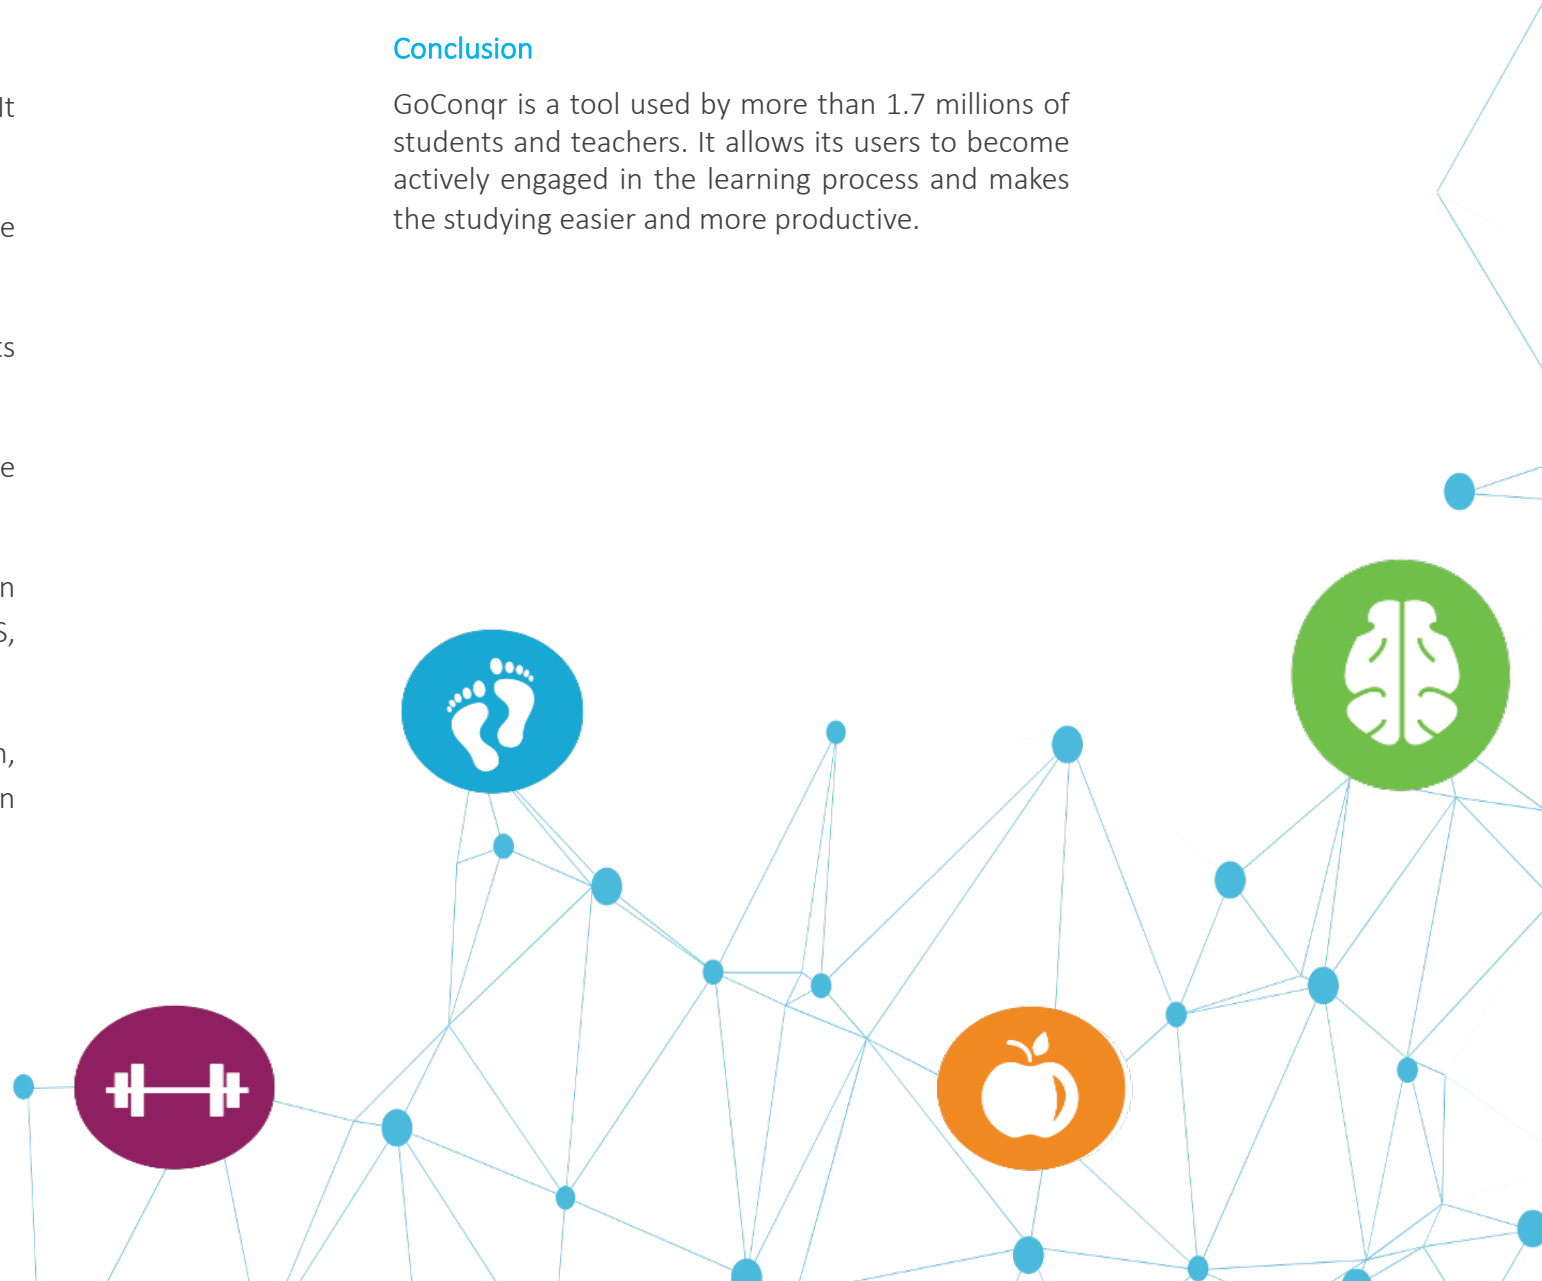 Conclusion
GoConqr is a tool used by more than 1.7 millions of
students and teachers. It allows its users to become
actively engaged in the learning process and makes
the studying easier and more productive.
It